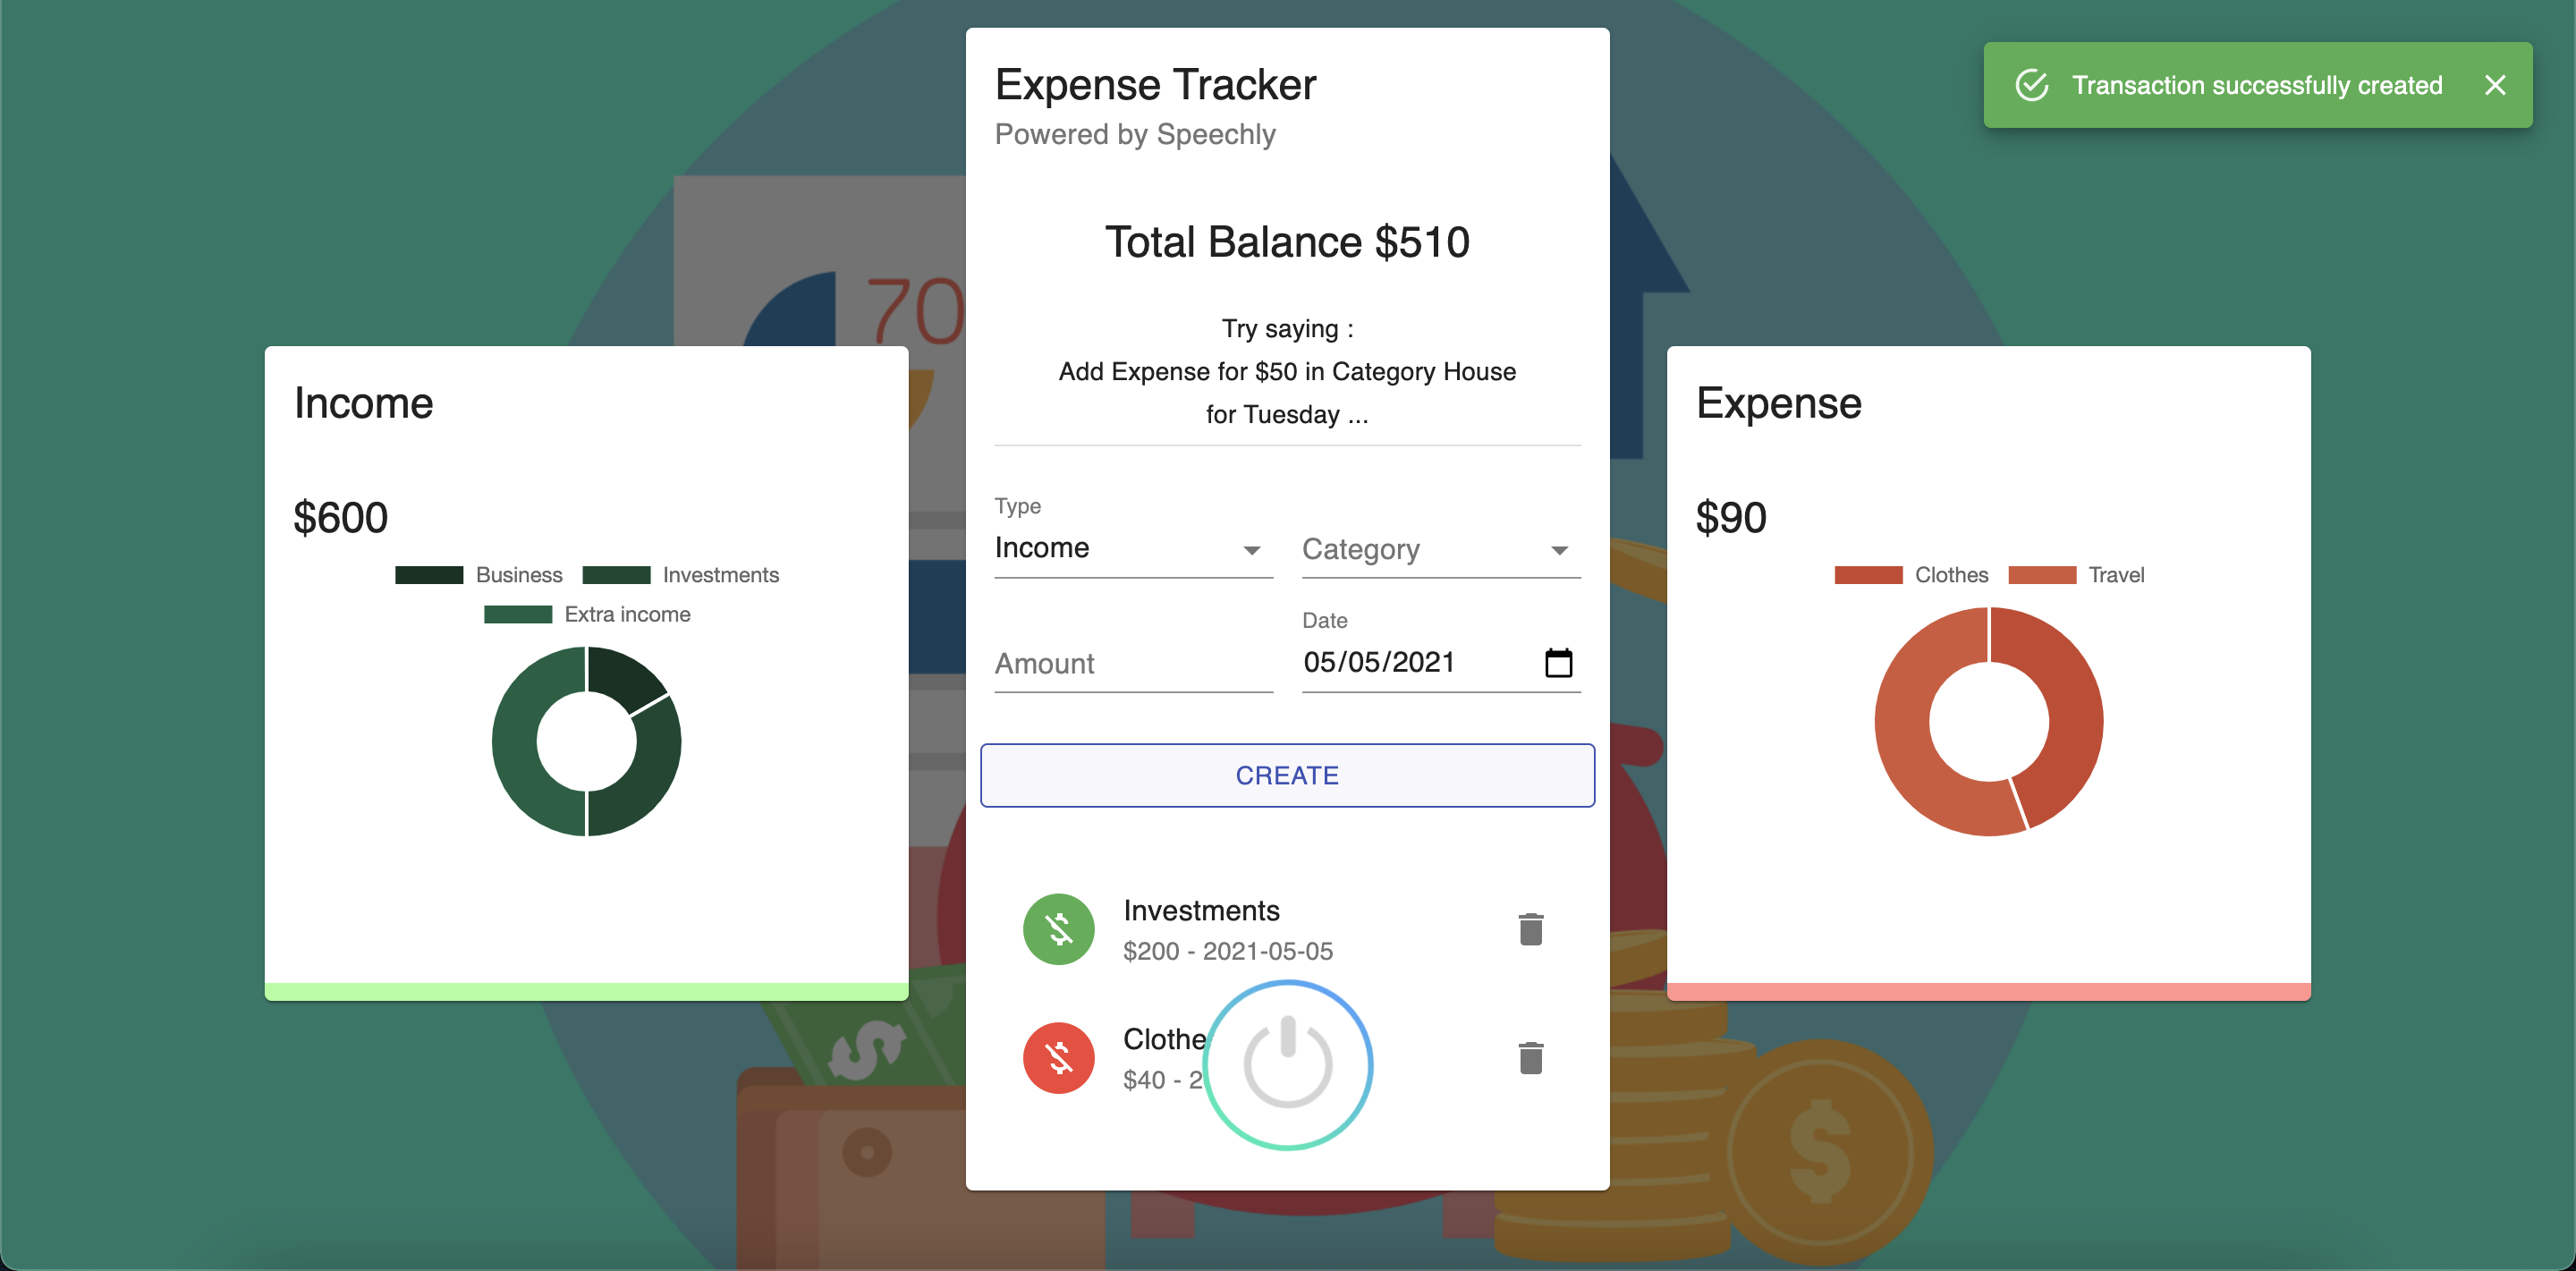 Expense Tracker
Powered by Speechly
Transaction successfully created
Total Balance $510
70
Try saying :
Add Expense for $50 in Category House
for Tuesday ...
Income
$600
Business Investments
Extra income
Type
Income
Category
Amount
Date
05/05/2021
CREATE
Investments
$200 - 2021-05-05
$40 - 2
Expense
$90
Clothes Travel
$
$